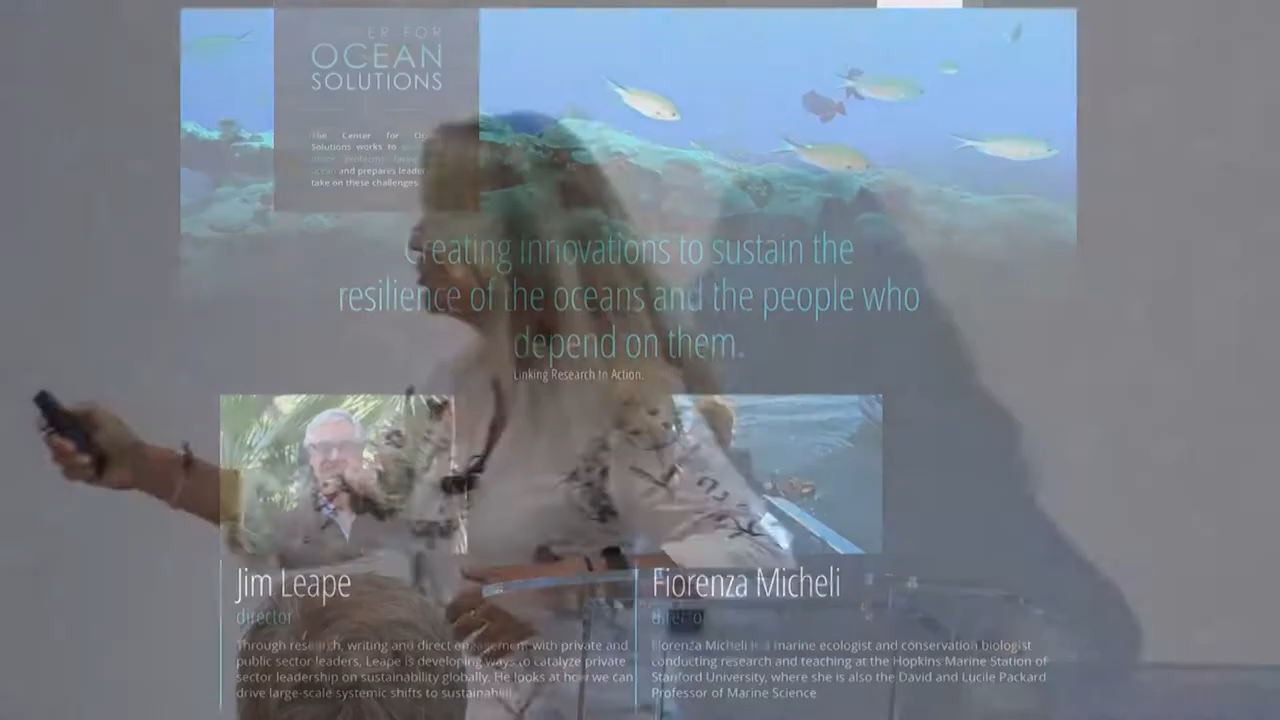 ER FOR
OCEAN
SOLUTIONS
The Center for
Solutions works to
ocean and prepares
take on these challenges
Creating innovations to sustain the
resilience of the oceans and the people who
depend on them.
Linking Research to Action.
Jim Leape
director
Through research, writing and direct engagement with private and
public sector leaders, Leape is developing ways to catalyze private
sector leadership on sustainability globally. He looks at how we can
drive large-scale systemic shifts to
Fiorenza Micheli
director
Fiorenza Micheli is a marine ecologist and conservation biologist
conducting research and teaching at the Hopkins Marine Station of
Stanford University, where she is also the David and Lucile Packard
Professor of Marine Science